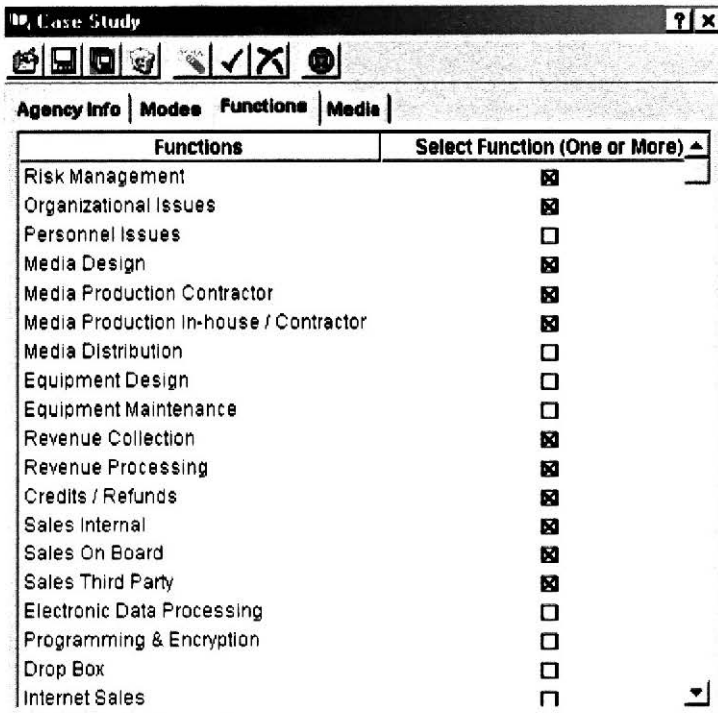 Case Study
Agency Info Modes Functions Media
Functions Select Function (One or More)
Risk Management
Organizational Issues
Personnel Issues
Media Design
Media Production Contractor
Media Production In-house / Contractor
Media Distribution
Equipment Design
Equipment Maintenance
Revenue Collection
Revenue Processing
Credits / Refunds
Sales Internal
Sales On Board
Sales Third Party
Electronic Data Processing
Programming & Encryption
Drop Box
Internet Sales